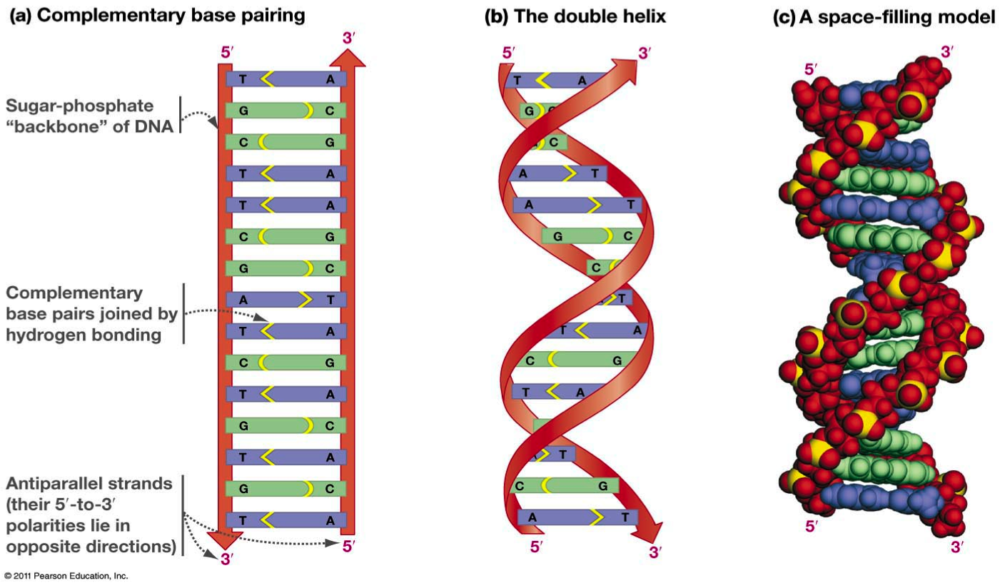 (a) Complementary base pairing
5′
3′
Sugar-phosphate
“backbone” of DNA
Complementary
base pairs joined by
hydrogen bonding
Antiparallel strands
(their 5′-to-3′
polarities lie in
opposite directions)
T A
G C
C G
T A
T A
C G
G C
A T
T A
C G
T A
G C
T A
G C
T A
3′
5′
(b) The double helix
5′
3′
T A
G
C
A T
A T
G C
C
T
T A
C G
T A
T
C G
A T
5′
3′
(c) A space-filling model
5′
3′
5′
3′
© 2011 Pearson Education, Inc.